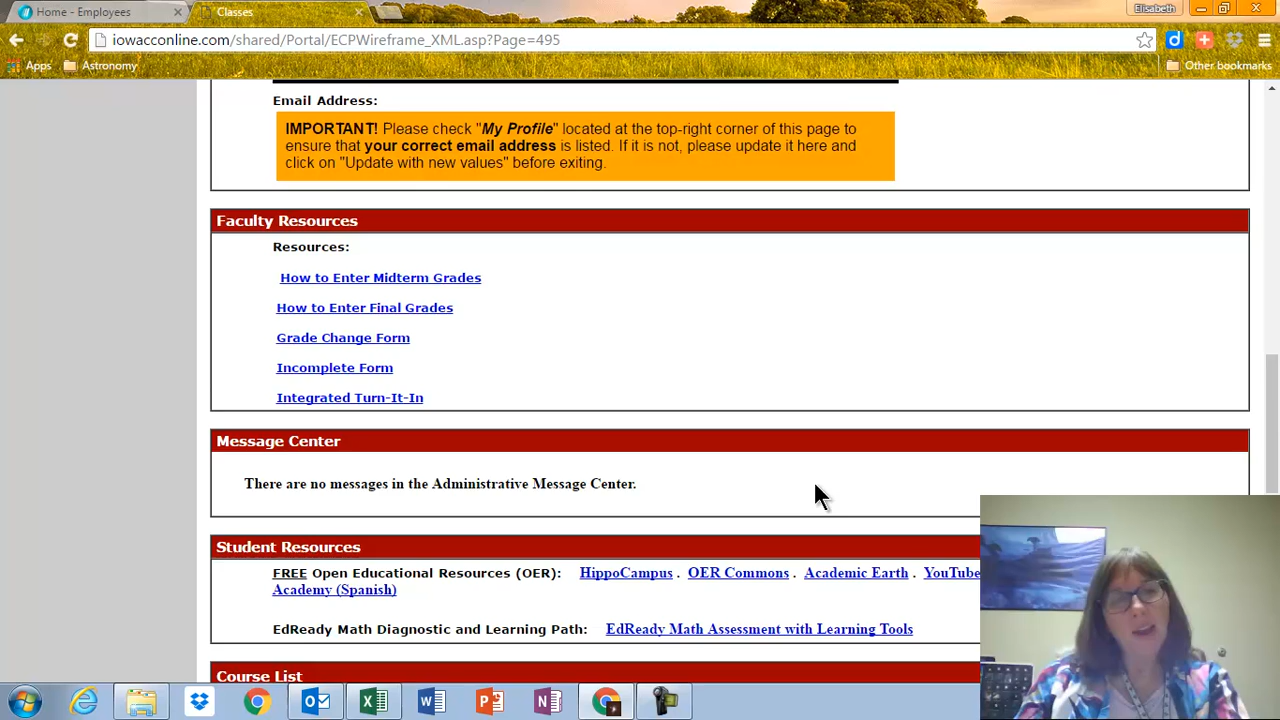 Home - Employees
Classes
Elisabeth
iowacconline.com/shared/Portal/ECPWireframe_XML.asp?Page=495
Apps
Astronomy
Other bookmarks
Email Address:
IMPORTANT! Please check "My Profile" located at the top-right corner of this page to
ensure that your correct email address is listed. If it is not, please update it here and
click on "Update with new values" before exiting.
Faculty Resources
Resources:
How to Enter Midterm Grades
How to Enter Final Grades
Grade Change Form
Incomplete Form
Integrated Turn-It-In
Message Center
There are no messages in the Administrative Message Center.
Student Resources
FREE Open Educational Resources (OER): HippoCampus . OER Commons . Academic Earth . YouTube
Academy (Spanish)
EdReady Math Diagnostic and Learning Path: EdReady Math Assessment with Learning Tools
Course List